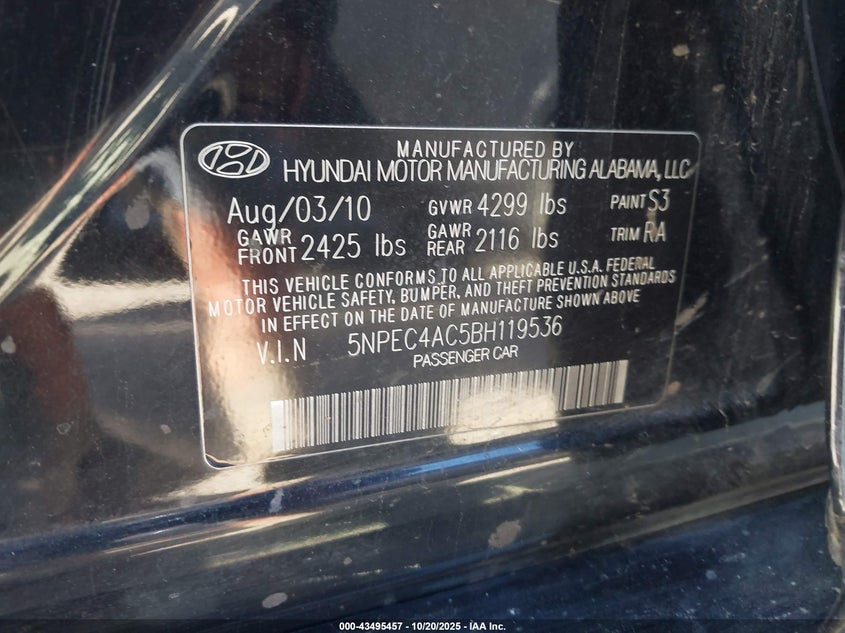 MANUFACTURED BY
HYUNDAI MOTOR MANUFACTURING ALABAMA, LLC
Aug/03/10 GVWR 4299 lbs PAINT S3
GAWR FRONT 2425 lbs GAWR REAR 2116 lbs TRIM RA
THIS VEHICLE CONFORMS TO ALL APPLICABLE U.S.A. FEDERAL
MOTOR VEHICLE SAFETY, BUMPER, AND THEFT PREVENTION STANDARDS
IN EFFECT ON THE DATE OF MANUFACTURE SHOWN ABOVE
V.I.N 5NPEC4AC5BH119536
PASSENGER CAR
000-43495457 - 10/20/2025 - IAA Inc.